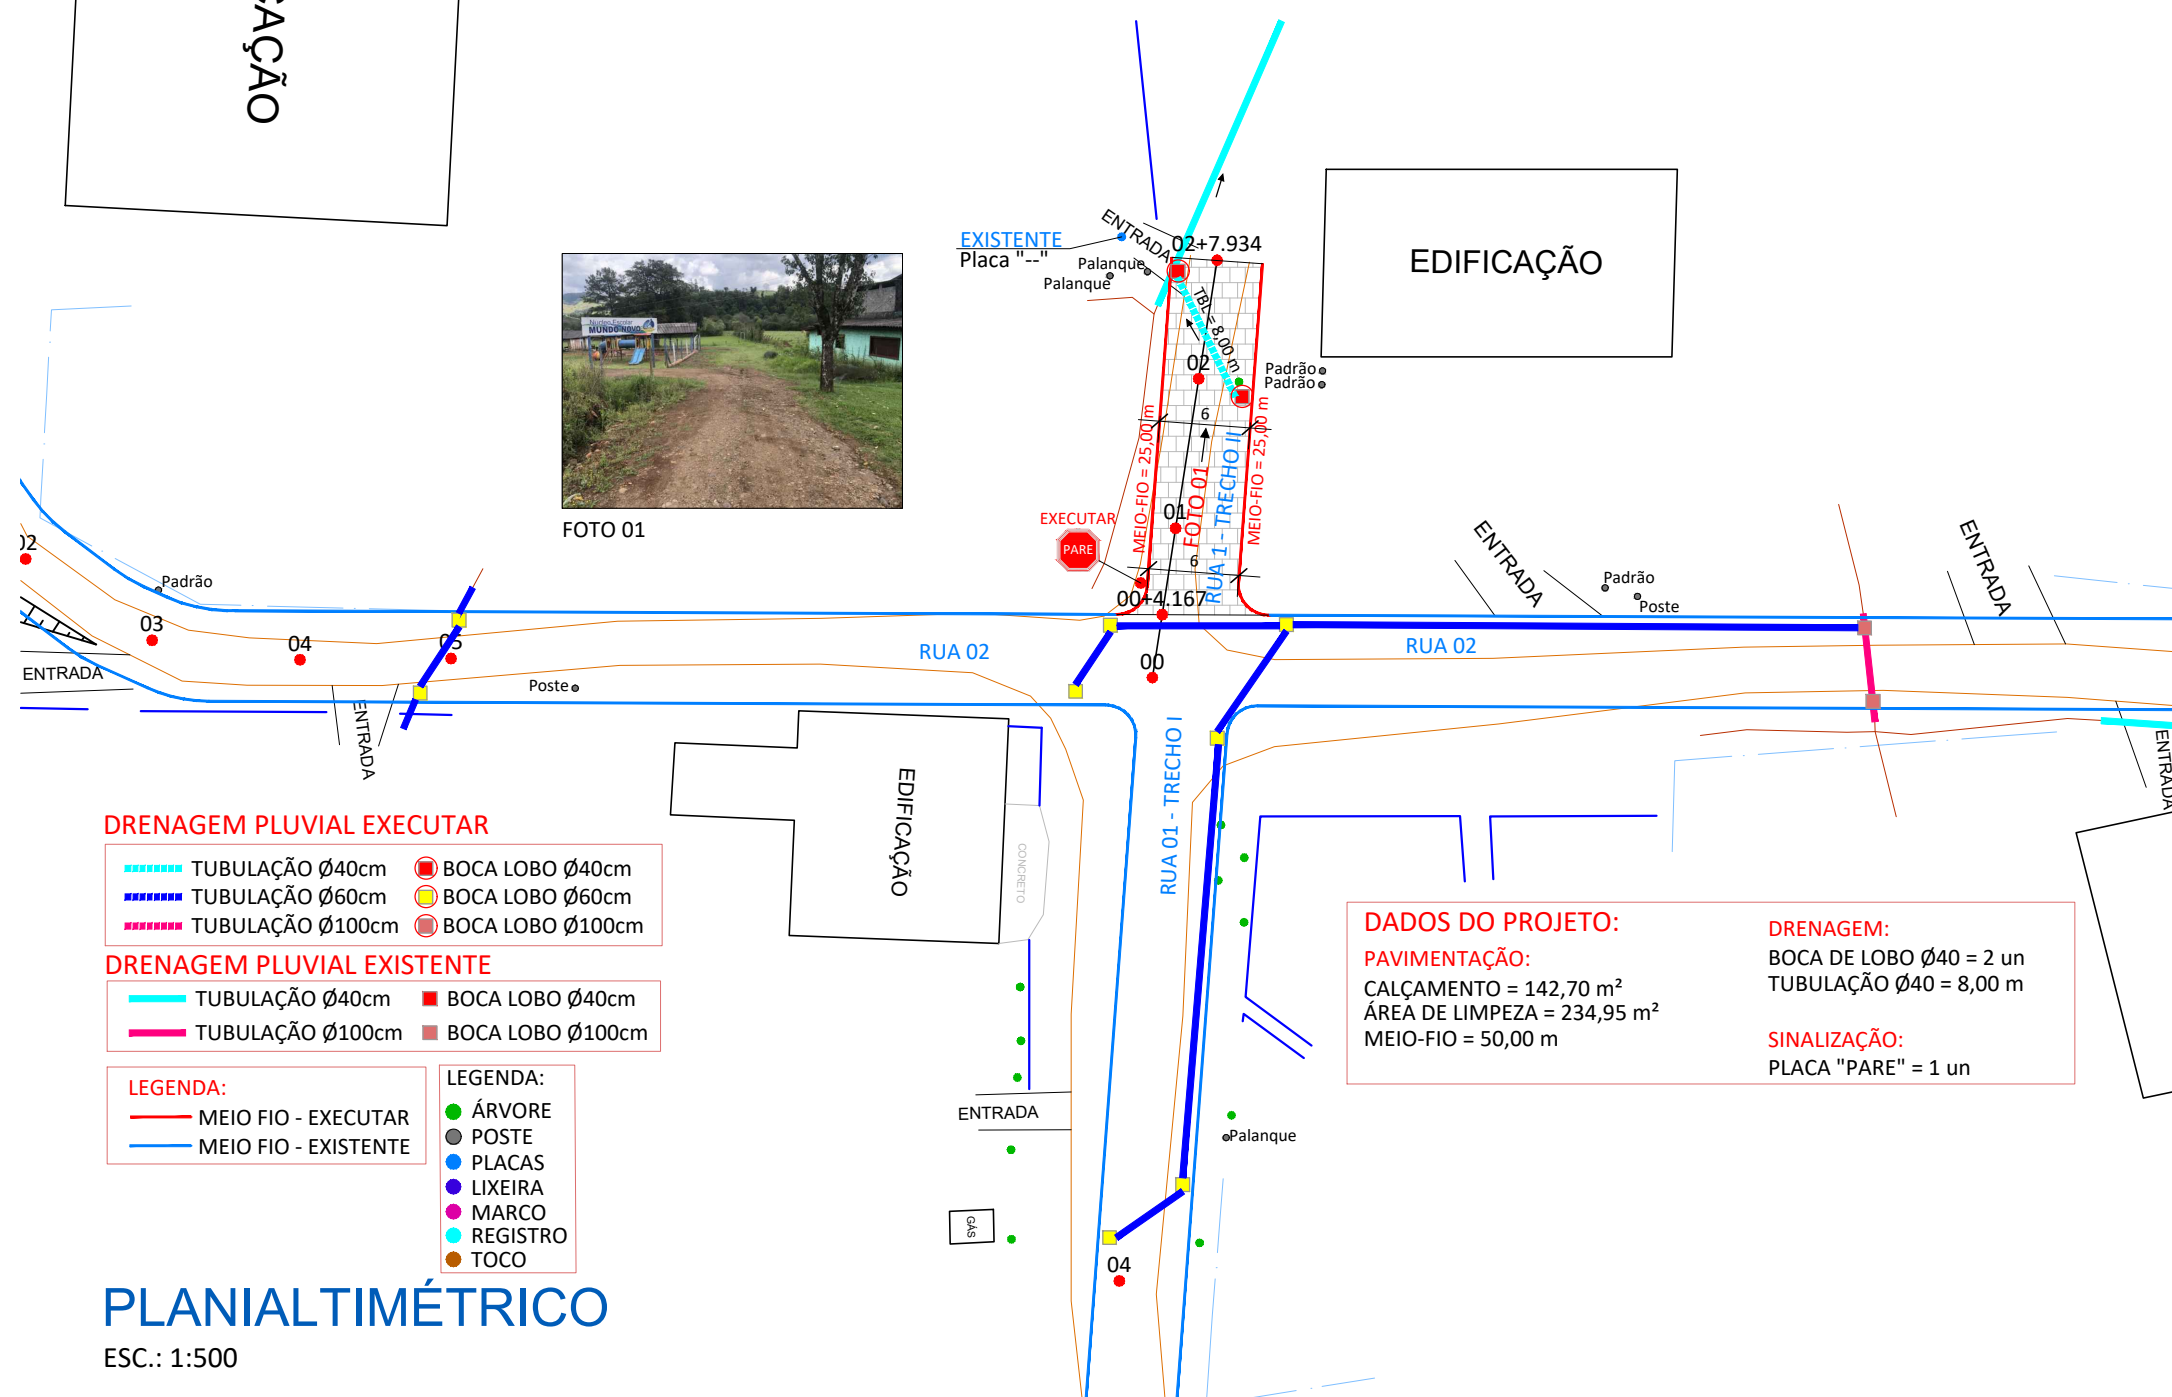 AÇÃO
EXISTENTE
Placa "--"
ENTRADA
02+7.934
Palanque
Palanque
EDIFICAÇÃO
Núcleo Escolar
MUNDO NOVO
TBL = 8,00 m
02
Padrão
Padrão
6
MEIO-FIO = 25,00 m
MEIO-FIO = 25,00 m
FOTO 01
RUA 1 - TRECHO II
01
FOTO 01
EXECUTAR
PARE
6
00+4.167
ENTRADA
ENTRADA
Padrão
Poste
02
Padrão
03
04
05
RUA 02
00
RUA 02
ENTRADA
Poste
ENTRADA
ENTRADA
EDIFICAÇÃO
CONCRETO
RUA 01 - TRECHO I
DRENAGEM PLUVIAL EXECUTAR
TUBULAÇÃO Ø40cm BOCA LOBO Ø40cm
TUBULAÇÃO Ø60cm BOCA LOBO Ø60cm
TUBULAÇÃO Ø100cm BOCA LOBO Ø100cm
DRENAGEM PLUVIAL EXISTENTE
TUBULAÇÃO Ø40cm BOCA LOBO Ø40cm
TUBULAÇÃO Ø100cm BOCA LOBO Ø100cm
LEGENDA:
MEIO FIO - EXECUTAR
MEIO FIO - EXISTENTE
LEGENDA:
ÁRVORE
POSTE
PLACAS
LIXEIRA
MARCO
REGISTRO
TOCO
DADOS DO PROJETO:
PAVIMENTAÇÃO:
CALÇAMENTO = 142,70 m²
ÁREA DE LIMPEZA = 234,95 m²
MEIO-FIO = 50,00 m
DRENAGEM:
BOCA DE LOBO Ø40 = 2 un
TUBULAÇÃO Ø40 = 8,00 m
SINALIZAÇÃO:
PLACA "PARE" = 1 un
ENTRADA
Palanque
GÁS
04
PLANIALTIMÉTRICO
ESC.: 1:500